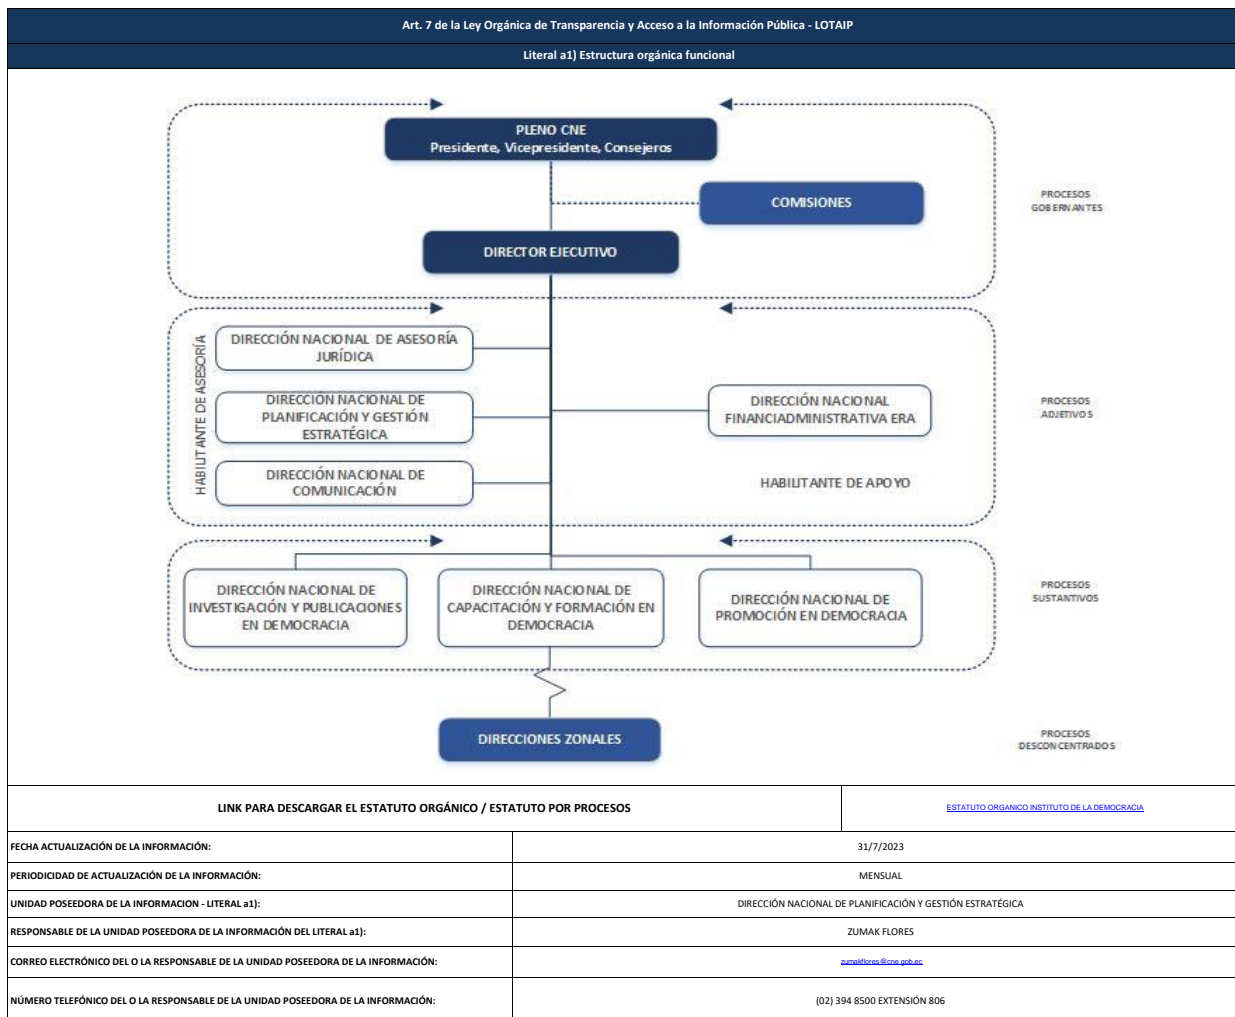 Art. 7 de la Ley Orgánica de Transparencia y Acceso a la Información Pública - LOTAIP
Literal a1) Estructura orgánica funcional
PLENO CNE
Presidente, Vicepresidente, Consejeros
COMISIONES
PROCESOS
GOBERNANTES
DIRECTOR EJECUTIVO
HABILITANTE DE ASESORÍA
DIRECCIÓN NACIONAL DE ASESORÍA
JURÍDICA
DIRECCIÓN NACIONAL DE
PLANIFICACIÓN Y GESTIÓN
ESTRATÉGICA
DIRECCIÓN NACIONAL DE
COMUNICACIÓN
DIRECCIÓN NACIONAL
FINANCIADMINISTRATIVA ERA
HABILITANTE DE APOYO
PROCESOS
ADJETIVOS
DIRECCIÓN NACIONAL DE
INVESTIGACIÓN Y PUBLICACIONES
EN DEMOCRACIA
DIRECCIÓN NACIONAL DE
CAPACITACIÓN Y FORMACIÓN EN
DEMOCRACIA
DIRECCIÓN NACIONAL DE
PROMOCIÓN EN DEMOCRACIA
PROCESOS
SUSTANTIVOS
DIRECCIONES ZONALES
PROCESOS
DESCONCENTRADOS
LINK PARA DESCARGAR EL ESTATUTO ORGÁNICO / ESTATUTO POR PROCESOS
ESTATUTO ORGANICO INSTITUTO DE LA DEMOCRACIA
FECHA ACTUALIZACIÓN DE LA INFORMACIÓN:
31/7/2023
PERIODICIDAD DE ACTUALIZACIÓN DE LA INFORMACIÓN:
MENSUAL
UNIDAD POSEEDORA DE LA INFORMACION - LITERAL a1):
DIRECCIÓN NACIONAL DE PLANIFICACIÓN Y GESTIÓN ESTRATÉGICA
RESPONSABLE DE LA UNIDAD POSEEDORA DE LA INFORMACIÓN DEL LITERAL a1):
ZUMAK FLORES
CORREO ELECTRÓNICO DEL O LA RESPONSABLE DE LA UNIDAD POSEEDORA DE LA INFORMACIÓN:
zumakflores@cne.gob.ec
NÚMERO TELEFÓNICO DEL O LA RESPONSABLE DE LA UNIDAD POSEEDORA DE LA INFORMACIÓN:
(02) 394 8500 EXTENSIÓN 806